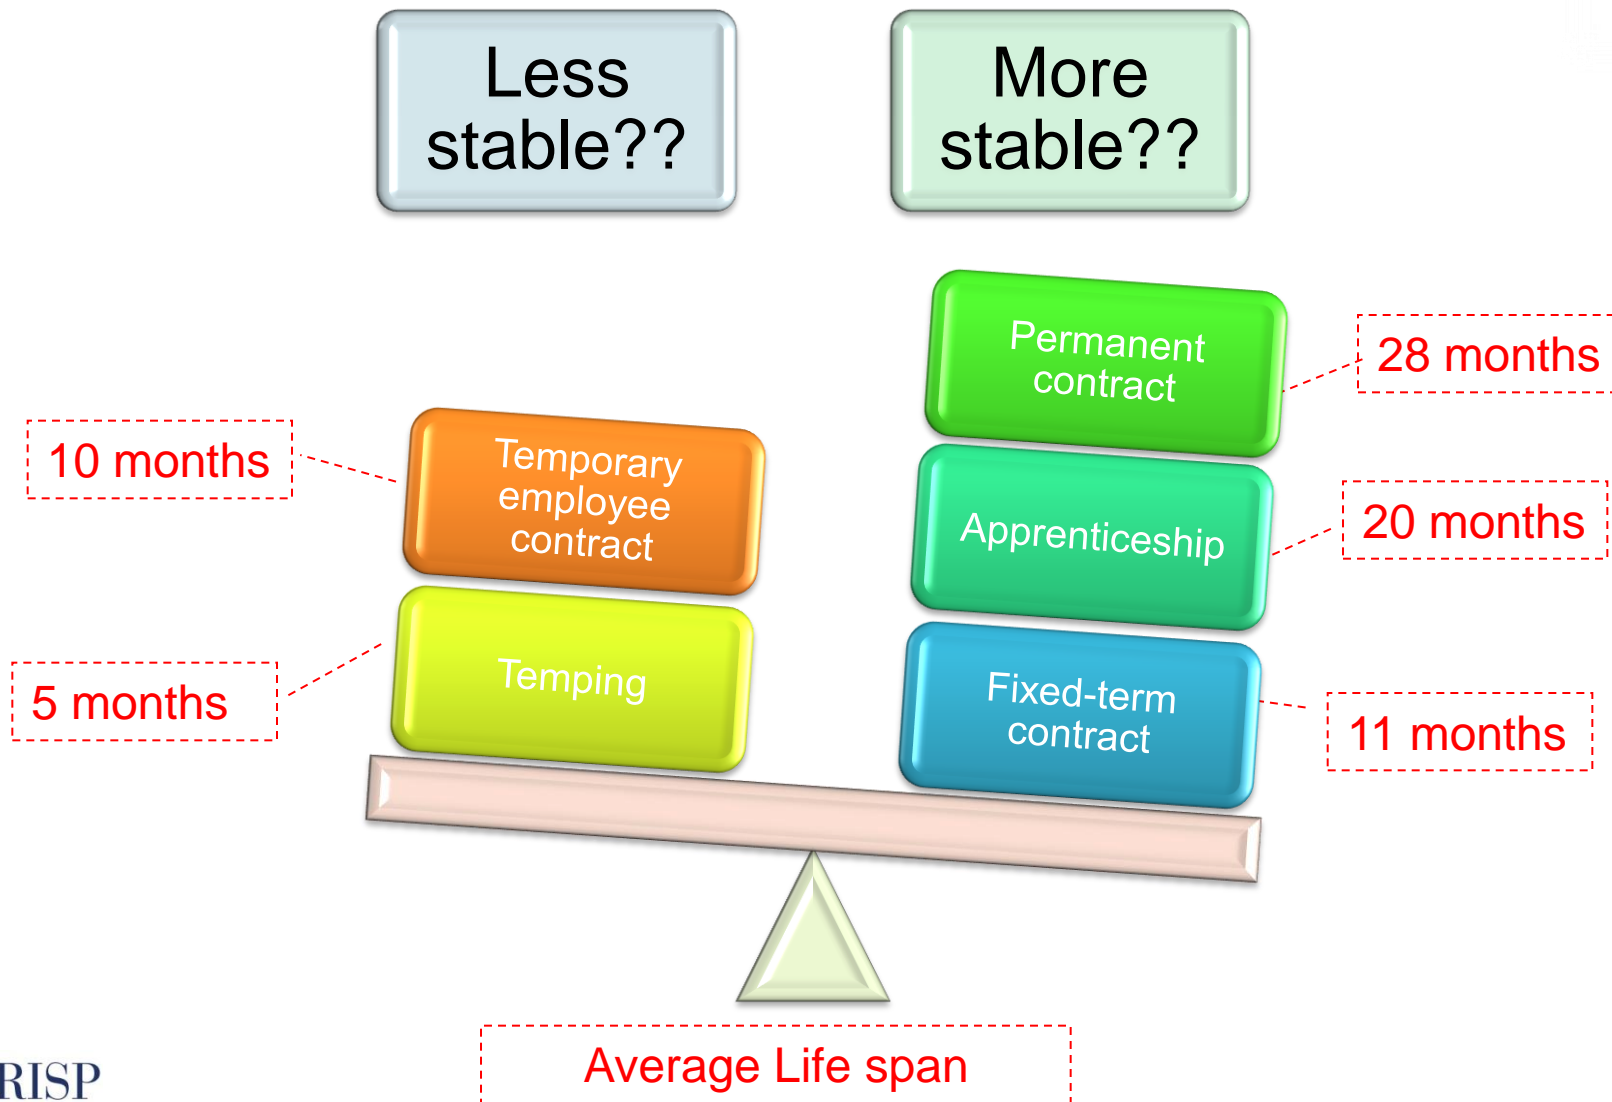 Less
stable??
More
stable??
Permanent
contract
28 months
10 months
Temporary
employee
contract
Apprenticeship
20 months
5 months
Temping
Fixed-term
contract
11 months
Average Life span
RISP